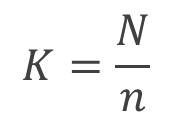 K = N/n